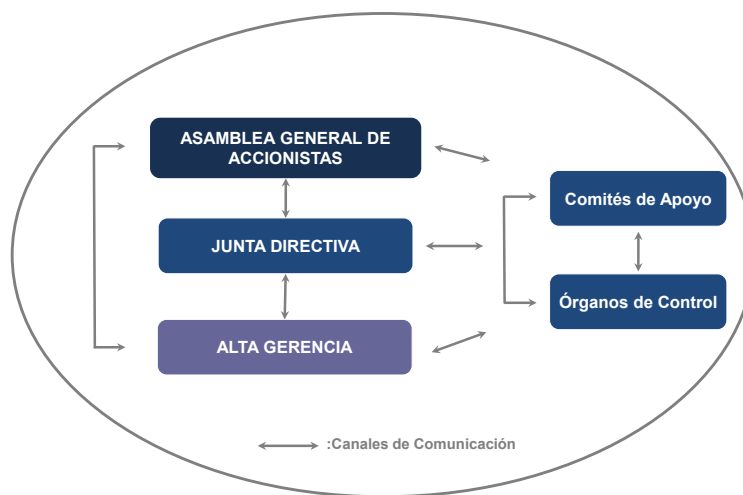 ASAMBLEA GENERAL DE
ACCIONISTAS
JUNTA DIRECTIVA
ALTA GERENCIA
Comités de Apoyo
Órganos de Control
:Canales de Comunicación